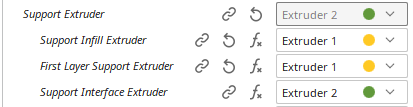 Support Extruder Extruder 2
Support Infill Extruder Extruder 1
First Layer Support Extruder Extruder 1
Support Interface Extruder Extruder 2